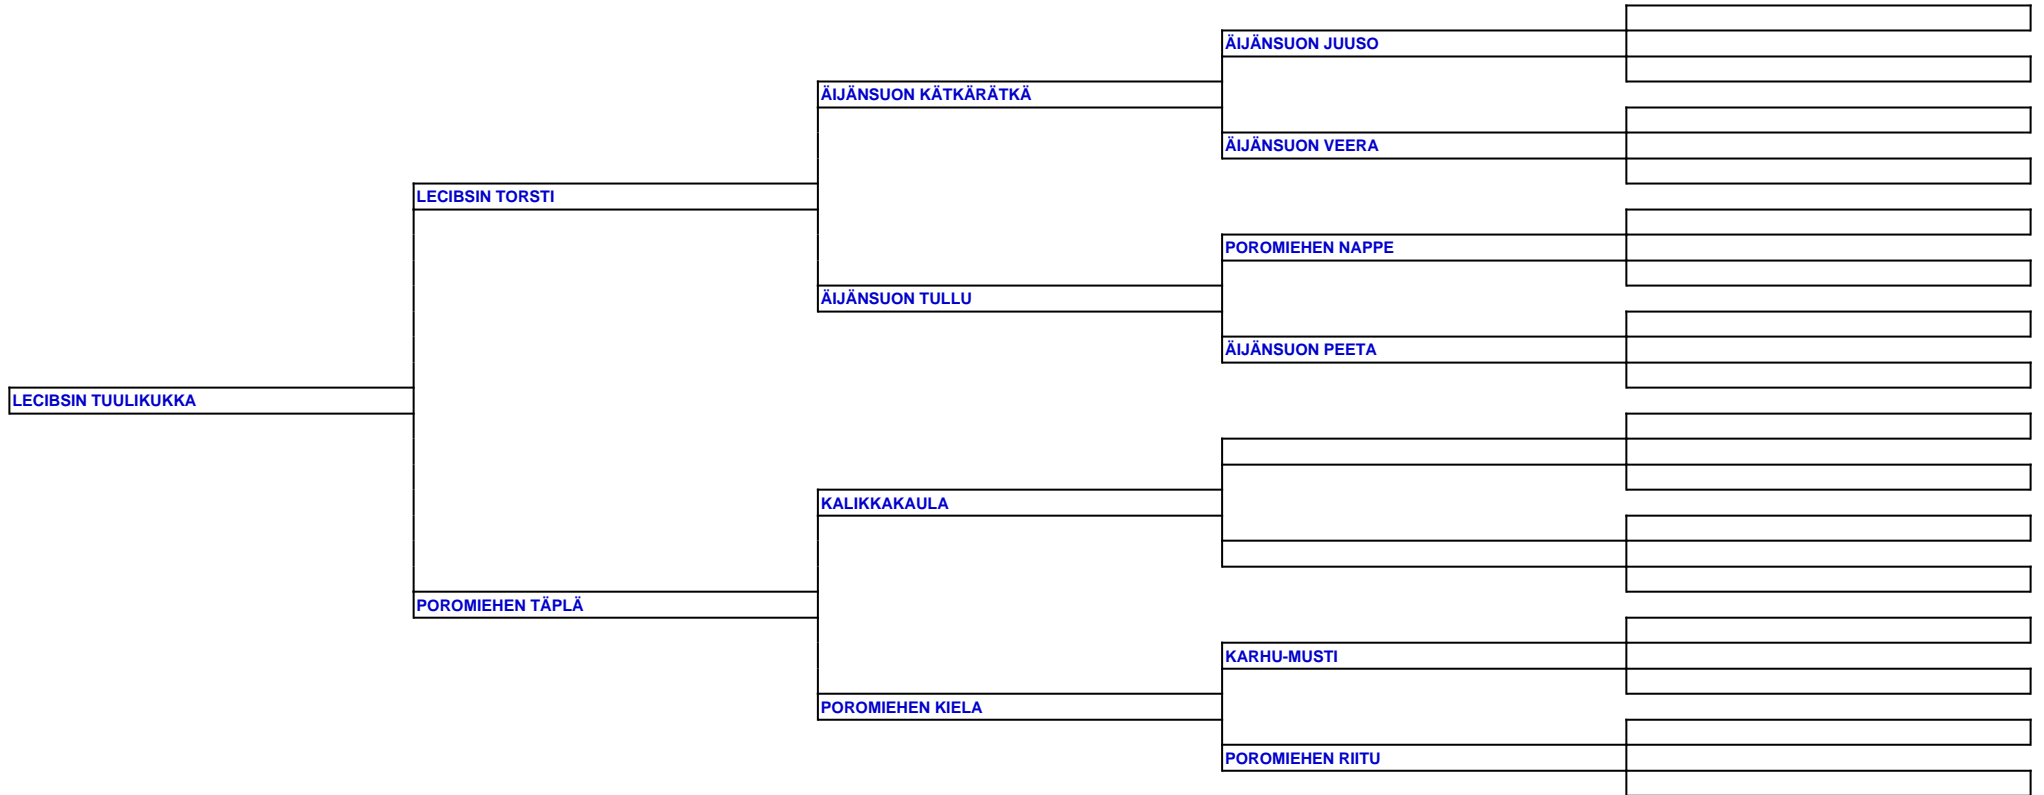 ÄIJÄNSUON JUUSO
ÄIJÄNSUON KÄTKÄRÄTKÄ
ÄIJÄNSUON VEERA
LECIBSIN TORSTI
POROMIEHEN NAPPE
ÄIJÄNSUON TULLU
ÄIJÄNSUON PEETA
LECIBSIN TUULIKUKKA
KALIKKAKAULA
POROMIEHEN TÄPLÄ
KARHU-MUSTI
POROMIEHEN KIELA
POROMIEHEN RIITU